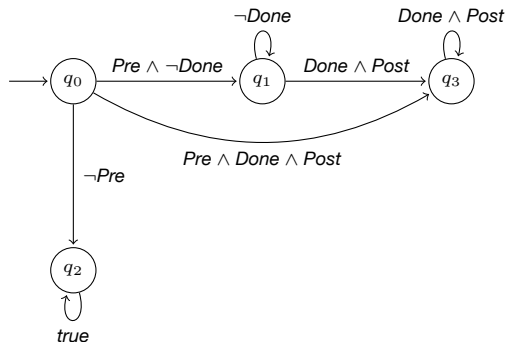 ¬Done
Done ∧ Post
q0
Pre ∧ ¬Done
q1
Done ∧ Post
q3
Pre ∧ Done ∧ Post
¬Pre
q2
true